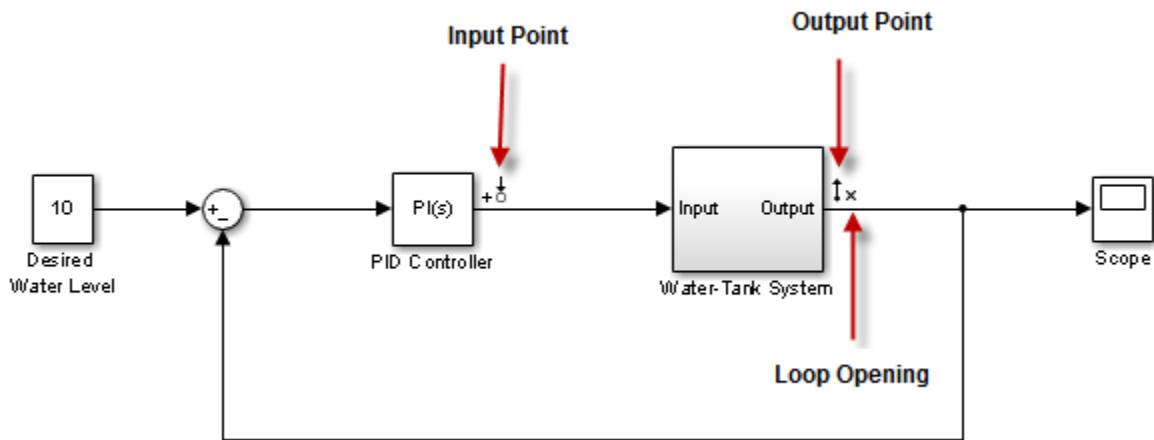 Input Point
Output Point
10
+
-
PI(s)
+
Input
Output
x
Desired
Water Level
PID Controller
Water-Tank System
Scope
Loop Opening